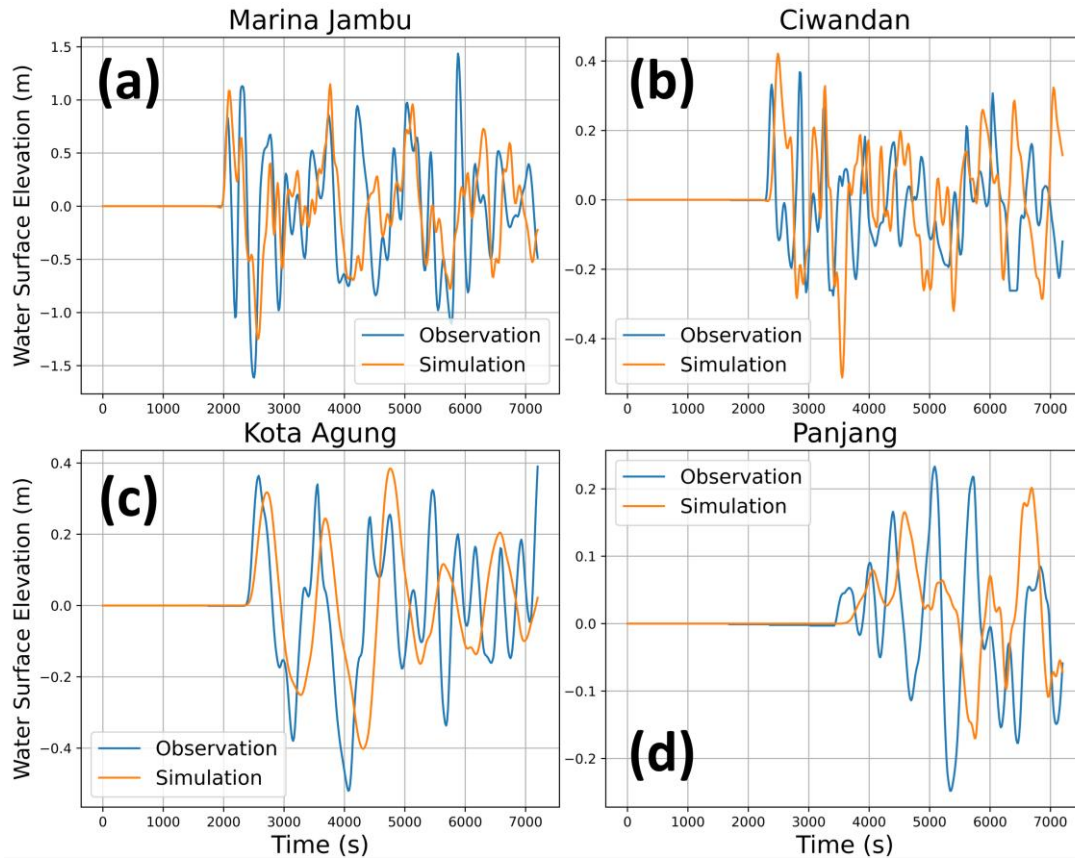 Marina Jambu
Water Surface Elevation (m)
1.5
1.0
0.5
0.0
−0.5
−1.0
−1.5
(a)
Observation
Simulation
0 1000 2000 3000 4000 5000 6000 7000
Ciwandan
0.4
0.2
0.0
−0.2
−0.4
(b)
Observation
Simulation
0 1000 2000 3000 4000 5000 6000 7000
Kota Agung
Water Surface Elevation (m)
0.4
0.2
0.0
−0.2
−0.4
(c)
Observation
Simulation
0 1000 2000 3000 4000 5000 6000 7000
Time (s)
Panjang
Observation
Simulation
0.2
0.1
0.0
−0.1
−0.2
(d)
0 1000 2000 3000 4000 5000 6000 7000
Time (s)